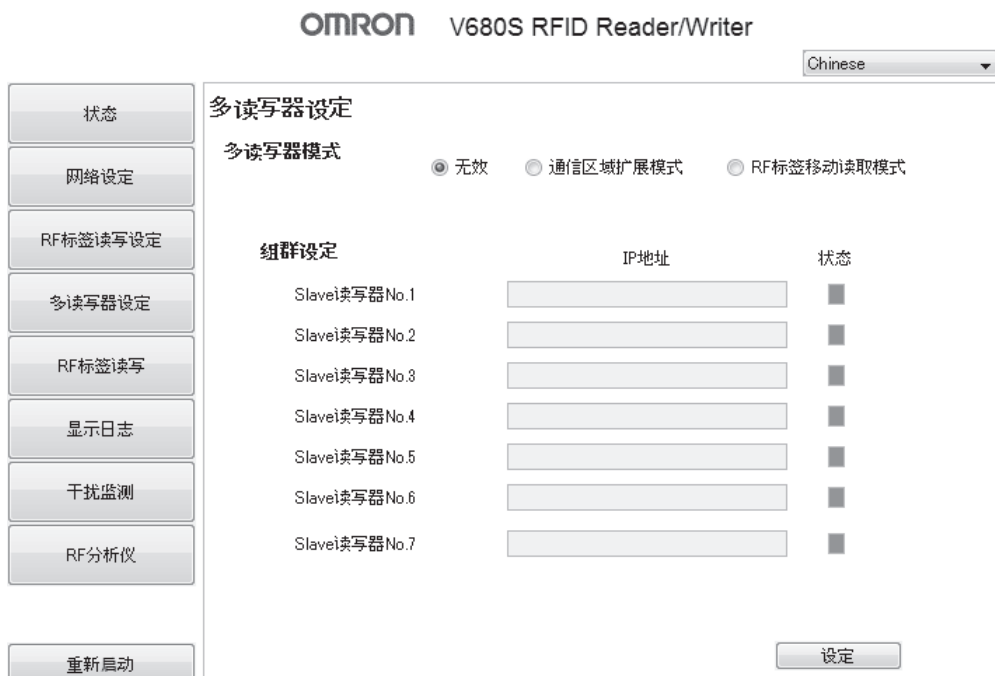 OMRON V680S RFID Reader/Writer
Chinese
状态
网络设定
RF标签读写设定
多读写器设定
RF标签读写
显示日志
干扰监测
RF分析仪
重新启动
多读写器设定
多读写器模式
无效 通信区域扩展模式 RF标签移动读取模式
组群设定 IP地址 状态
Slave读写器No.1
Slave读写器No.2
Slave读写器No.3
Slave读写器No.4
Slave读写器No.5
Slave读写器No.6
Slave读写器No.7
设定